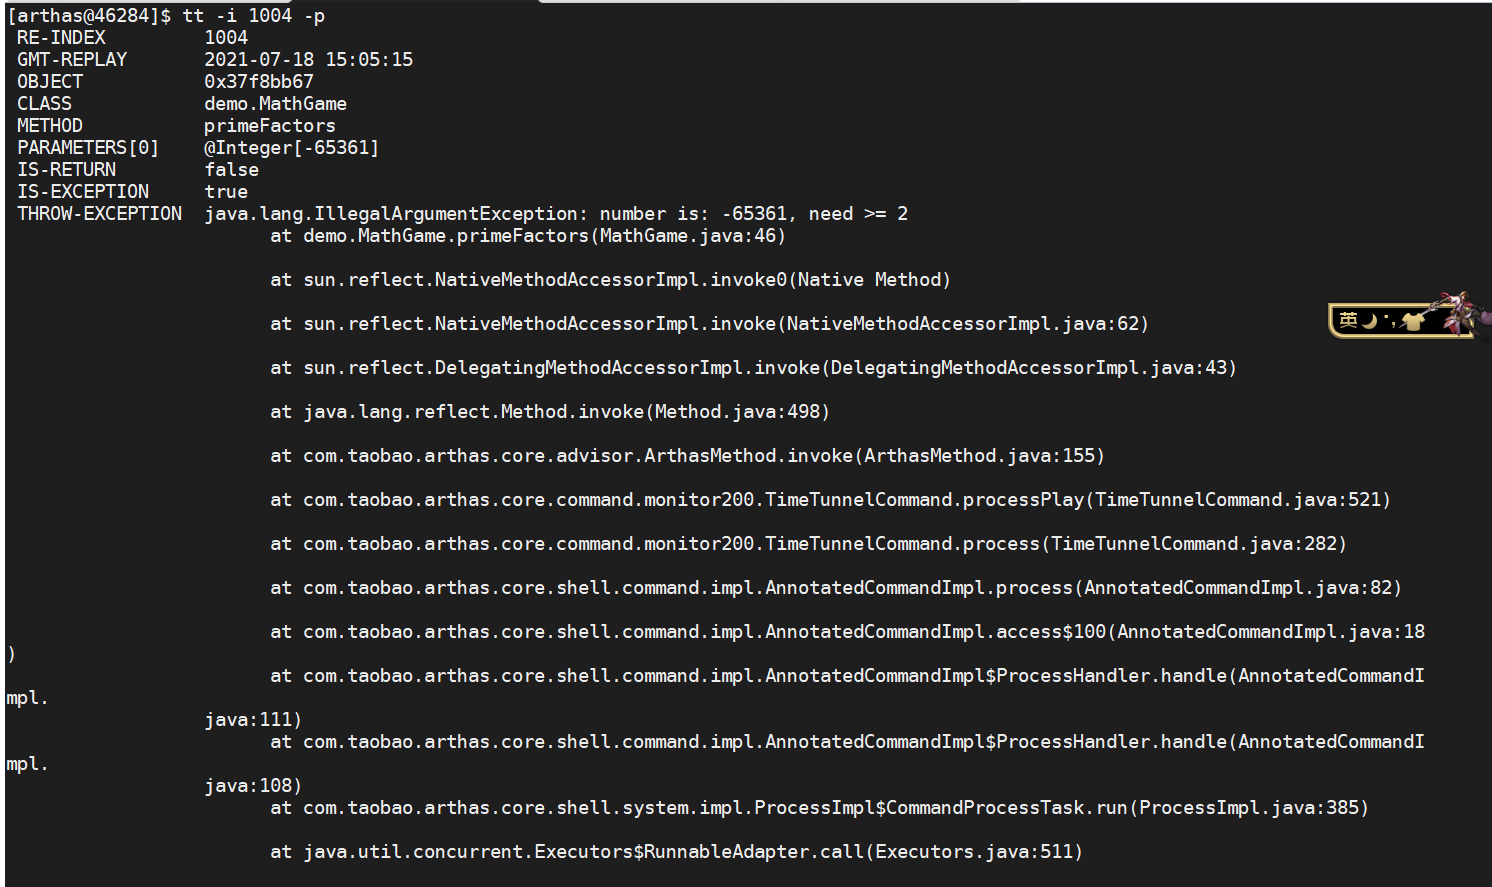 [arthas@46284]$ tt -i 1004 -p
RE-INDEX 1004
GMT-REPLAY 2021-07-18 15:05:15
OBJECT 0x37f8bb67
CLASS demo.MathGame
METHOD primeFactors
PARAMETERS[0] @Integer[-65361]
IS-RETURN false
IS-EXCEPTION true
THROW-EXCEPTION java.lang.IllegalArgumentException: number is: -65361, need >= 2
at demo.MathGame.primeFactors(MathGame.java:46)
at sun.reflect.NativeMethodAccessorImpl.invoke0(Native Method)
英
at sun.reflect.NativeMethodAccessorImpl.invoke(NativeMethodAccessorImpl.java:62)
at sun.reflect.DelegatingMethodAccessorImpl.invoke(DelegatingMethodAccessorImpl.java:43)
at java.lang.reflect.Method.invoke(Method.java:498)
at com.taobao.arthas.core.advisor.ArthasMethod.invoke(ArthasMethod.java:155)
at com.taobao.arthas.core.command.monitor200.TimeTunnelCommand.processPlay(TimeTunnelCommand.java:521)
at com.taobao.arthas.core.command.monitor200.TimeTunnelCommand.process(TimeTunnelCommand.java:282)
at com.taobao.arthas.core.shell.command.impl.AnnotatedCommandImpl.process(AnnotatedCommandImpl.java:82)
at com.taobao.arthas.core.shell.command.impl.AnnotatedCommandImpl.access$100(AnnotatedCommandImpl.java:18
)
at com.taobao.arthas.core.shell.command.impl.AnnotatedCommandImpl$ProcessHandler.handle(AnnotatedCommandI
mpl.
java:111)
at com.taobao.arthas.core.shell.command.impl.AnnotatedCommandImpl$ProcessHandler.handle(AnnotatedCommandI
mpl.
java:108)
at com.taobao.arthas.core.shell.system.impl.ProcessImpl$CommandProcessTask.run(ProcessImpl.java:385)
at java.util.concurrent.Executors$RunnableAdapter.call(Executors.java:511)